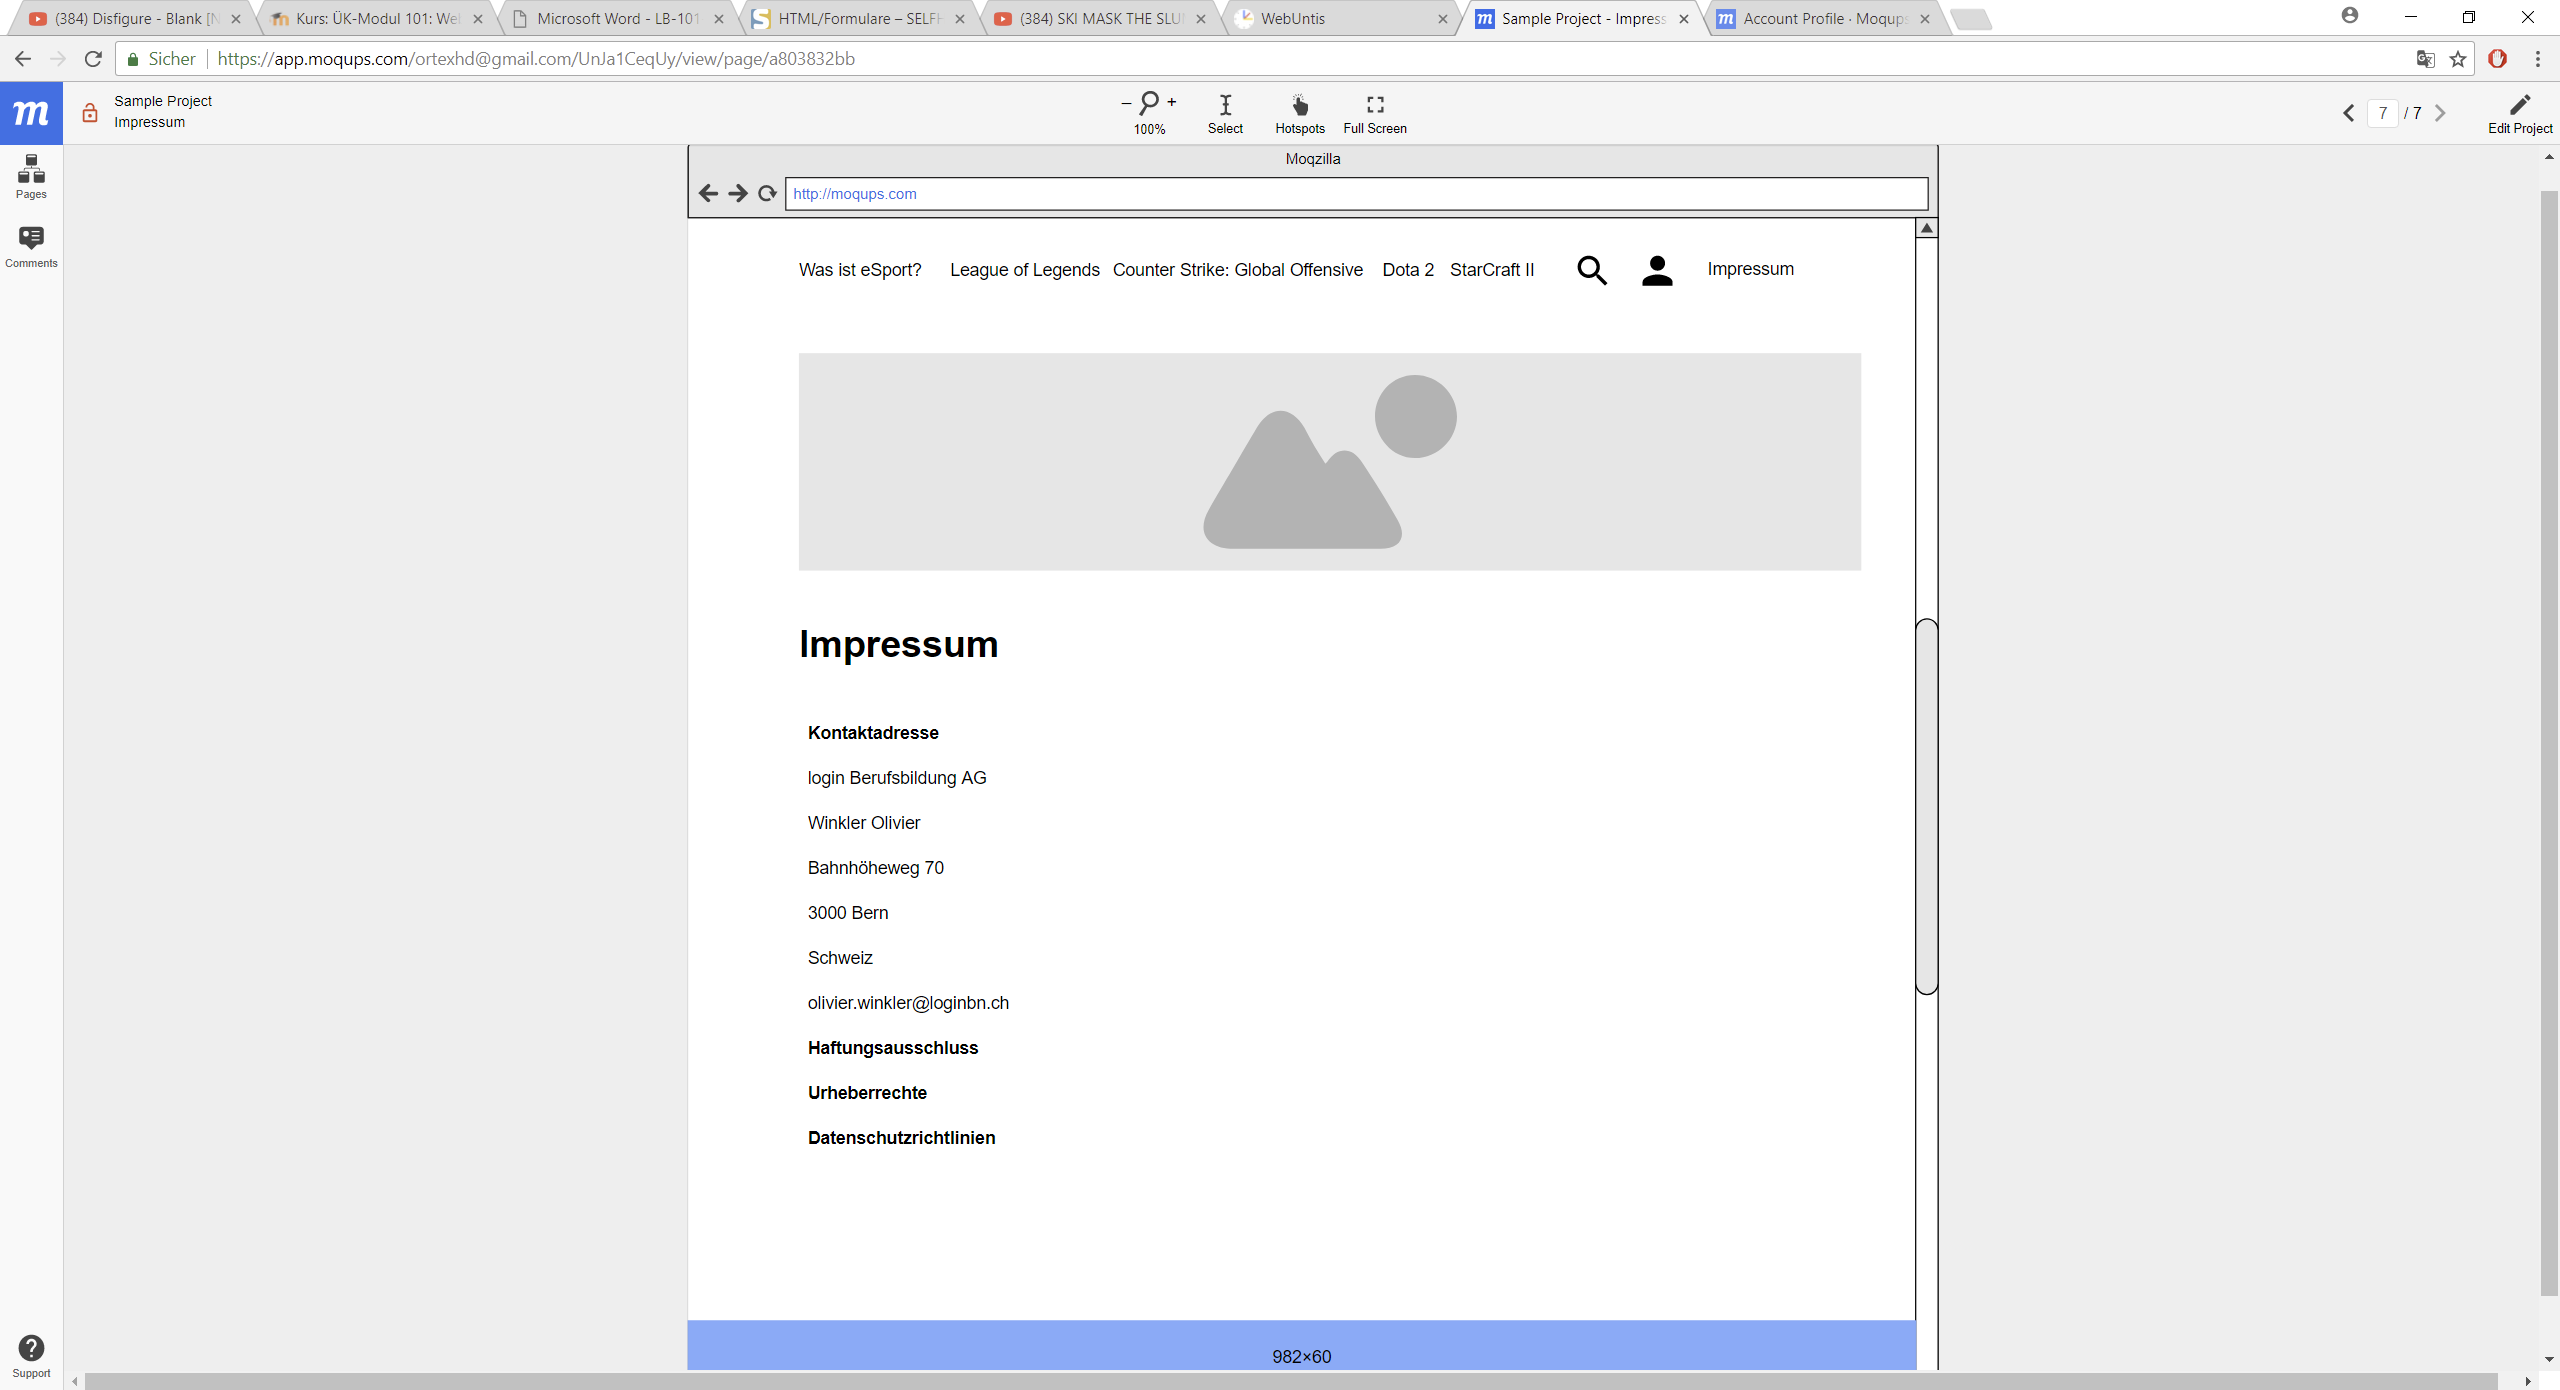 (384) Disfigure - Blank [N
Kurs: ÜK-Modul 101: We
Microsoft Word - LB-101
HTML/Formulare – SELFH
(384) SKI MASK THE SLU
WebUntis
Sample Project - Impress
Account Profile · Moqups
Sicher
https://app.moqups.com/ortexhd@gmail.com/UnJa1CeqUy/view/page/a803832bb
m
Sample Project
Impressum
– +
100%
Select
Hotspots
Full Screen
7 / 7
Edit Project
Pages
Comments
Support
Moqzilla
http://moqups.com
Was ist eSport? League of Legends Counter Strike: Global Offensive Dota 2 StarCraft II Impressum
Impressum
Kontaktadresse
login Berufsbildung AG
Winkler Olivier
Bahnhöheweg 70
3000 Bern
Schweiz
olivier.winkler@loginbn.ch
Haftungsausschluss
Urheberrechte
Datenschutzrichtlinien
982×60